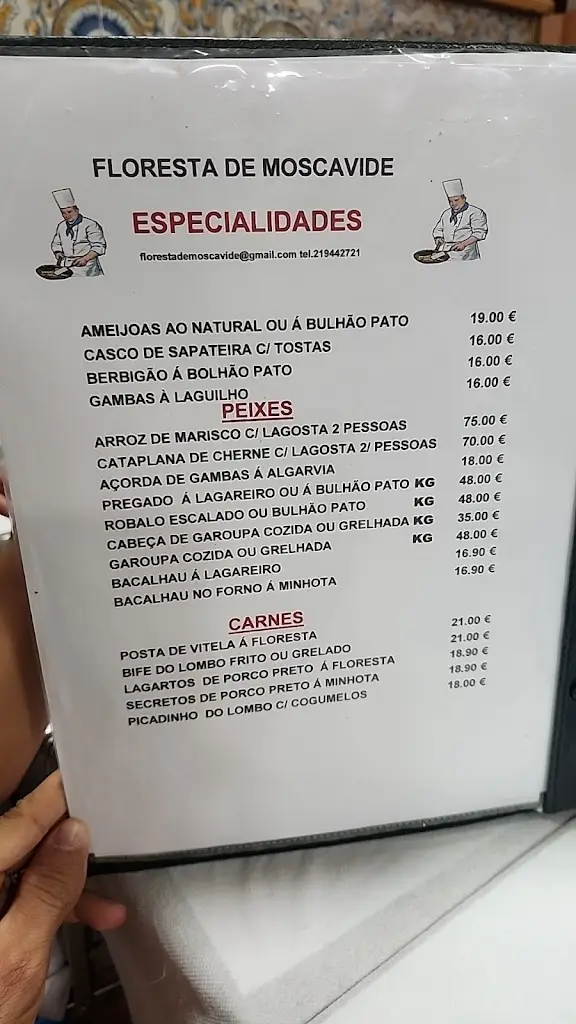 FLORESTA DE MOSCAVIDE
ESPECIALIDADES
florestademoscavide@gmail.com tel.219442721
AMEIJOAS AO NATURAL OU Á BULHÃO PATO 19.00 €
CASCO DE SAPATEIRA C/ TOSTAS 16.00 €
BERBIGÃO Á BOLHÃO PATO 16.00 €
GAMBAS À LAGUILHO 16.00 €
PEIXES
ARROZ DE MARISCO C/ LAGOSTA 2 PESSOAS 75.00 €
CATAPLANA DE CHERNE C/ LAGOSTA 2/ PESSOAS 70.00 €
AÇORDA DE GAMBAS Á ALGARVIA 18.00 €
PREGADO Á LAGAREIRO OU Á BULHÃO PATO KG 48.00 €
ROBALO ESCALADO OU BULHÃO PATO KG 48.00 €
CABEÇA DE GAROUPA COZIDA OU GRELHADA KG 35.00 €
GAROUPA COZIDA OU GRELHADA KG 48.00 €
BACALHAU Á LAGAREIRO 16.90 €
BACALHAU NO FORNO Á MINHOTA 16.90 €
CARNES
POSTA DE VITELA Á FLORESTA 21.00 €
BIFE DO LOMBO FRITO OU GRELADO 21.00 €
LAGARTOS DE PORCO PRETO Á FLORESTA 18.90 €
SECRETOS DE PORCO PRETO Á MINHOTA 18.90 €
PICADINHO DO LOMBO C/ COGUMELOS 18.00 €